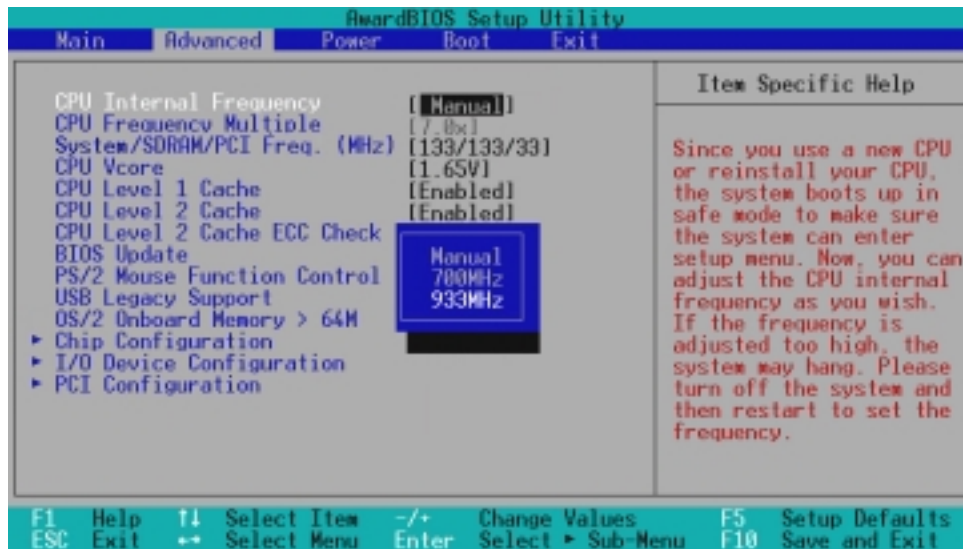 AwardBIOS Setup Utility
Main Advanced Power Boot Exit
CPU Internal Frequency [ Manual]
CPU Frequency Multiple [7.0x]
System/SDRAM/PCI Freq. (MHz) [133/133/33]
CPU Vcore [1.65V]
CPU Level 1 Cache [Enabled]
CPU Level 2 Cache [Enabled]
CPU Level 2 Cache ECC Check
BIOS Update
PS/2 Mouse Function Control
USB Legacy Support
OS/2 Onboard Memory > 64M
► Chip Configuration
► I/O Device Configuration
► PCI Configuration
Manual
700MHz
933MHz
Item Specific Help
Since you use a new CPU
or reinstall your CPU,
the system boots up in
safe mode to make sure
the system can enter
setup menu. Now, you can
adjust the CPU internal
frequency as you wish.
If the frequency is
adjusted too high, the
system may hang. Please
turn off the system and
then restart to set the
frequency.
F1 Help ↑↓ Select Item -/+ Change Values F5 Setup Defaults
ESC Exit ←→ Select Menu Enter Select ► Sub-Menu F10 Save and Exit